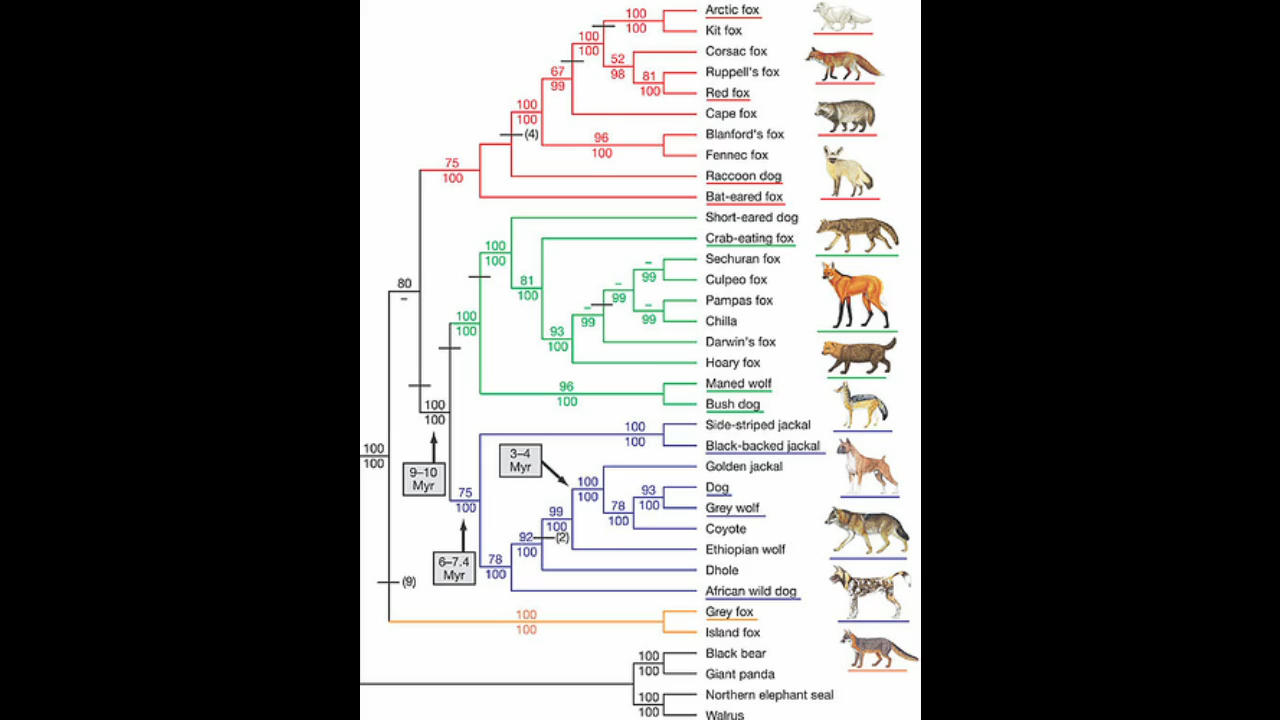 100
100
Arctic fox
Kit fox
100
100
Corsac fox
52
98
Ruppell's fox
81
100
Red fox
67
99
Cape fox
100
100
(4)
96
100
Blanford's fox
Fennec fox
75
100
Raccoon dog
Bat-eared fox
Short-eared dog
100
100
Crab-eating fox
Sechuran fox
–
99
81
100
Culpeo fox
–
99
Pampas fox
–
99
Chilla
–
99
93
100
Darwin's fox
Hoary fox
80
–
100
100
Maned wolf
96
100
Bush dog
100
100
Side-striped jackal
100
100
Black-backed jackal
100
100
3–4
Myr
Golden jackal
9–10
Myr
100
100
Dog
93
100
75
100
Grey wolf
78
100
99
100
Coyote
92
100
(2)
Ethiopian wolf
6–7.4
Myr
78
100
Dhole
(9)
African wild dog
100
100
Grey fox
Island fox
100
100
Black bear
Giant panda
100
100
Northern elephant seal
Walrus